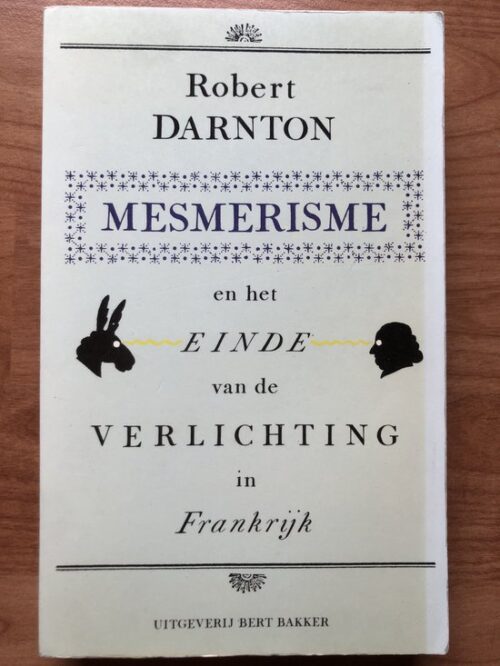 Robert
DARNTON
MESMERISME
en het
EINDE
van de
VERLICHTING
in
Frankrijk
UITGEVERIJ BERT BAKKER